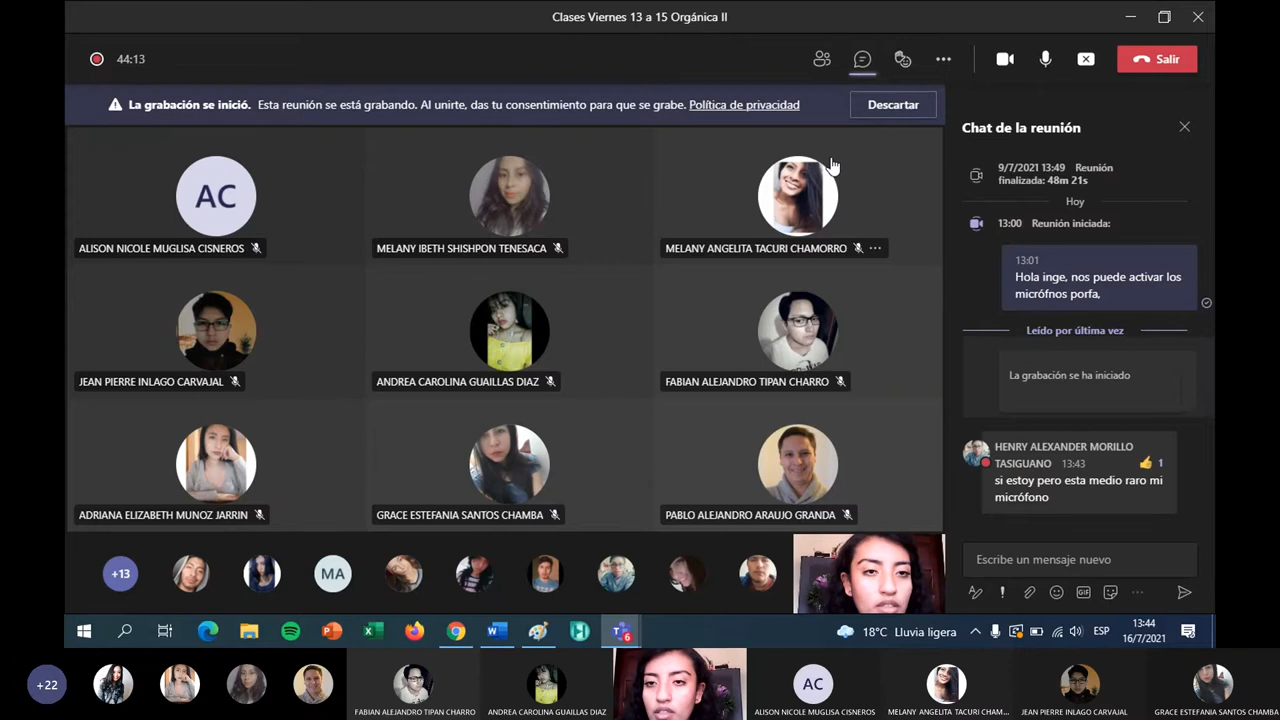 Clases Viernes 13 a 15 Orgánica II
44:13
Salir
La grabación se inició. Esta reunión se está grabando. Al unirte, das tu consentimiento para que se grabe. Política de privacidad
Descartar
AC
ALISON NICOLE MUGLISA CISNEROS
MELANY IBETH SHISHPON TENESACA
MELANY ANGELITA TACURI CHAMORRO
JEAN PIERRE INLAGO CARVAJAL
ANDREA CAROLINA GUAILLAS DIAZ
FABIAN ALEJANDRO TIPAN CHARRO
ADRIANA ELIZABETH MUNOZ JARRIN
GRACE ESTEFANIA SANTOS CHAMBA
PABLO ALEJANDRO ARAUJO GRANDA
+13
MA
Chat de la reunión
9/7/2021 13:49 Reunión
finalizada: 48m 21s
Hoy
13:00 Reunión iniciada:
13:01
Hola inge, nos puede activar los
micrófnos porfa,
Leído por última vez
La grabación se ha iniciado
HENRY ALEXANDER MORILLO
TASIGUANO 13:43
1
si estoy pero esta medio raro mi
micrófono
Escribe un mensaje nuevo
GIF
18°C Lluvia ligera
ESP
13:44
16/7/2021
6
+22
FABIAN ALEJANDRO TIPAN CHARRO
ANDREA CAROLINA GUAILLAS DIAZ
AC
ALISON NICOLE MUGLISA CISNEROS
MELANY ANGELITA TACURI CHAM...
JEAN PIERRE INLAGO CARVAJAL
GRACE ESTEFANIA SANTOS CHAMBA